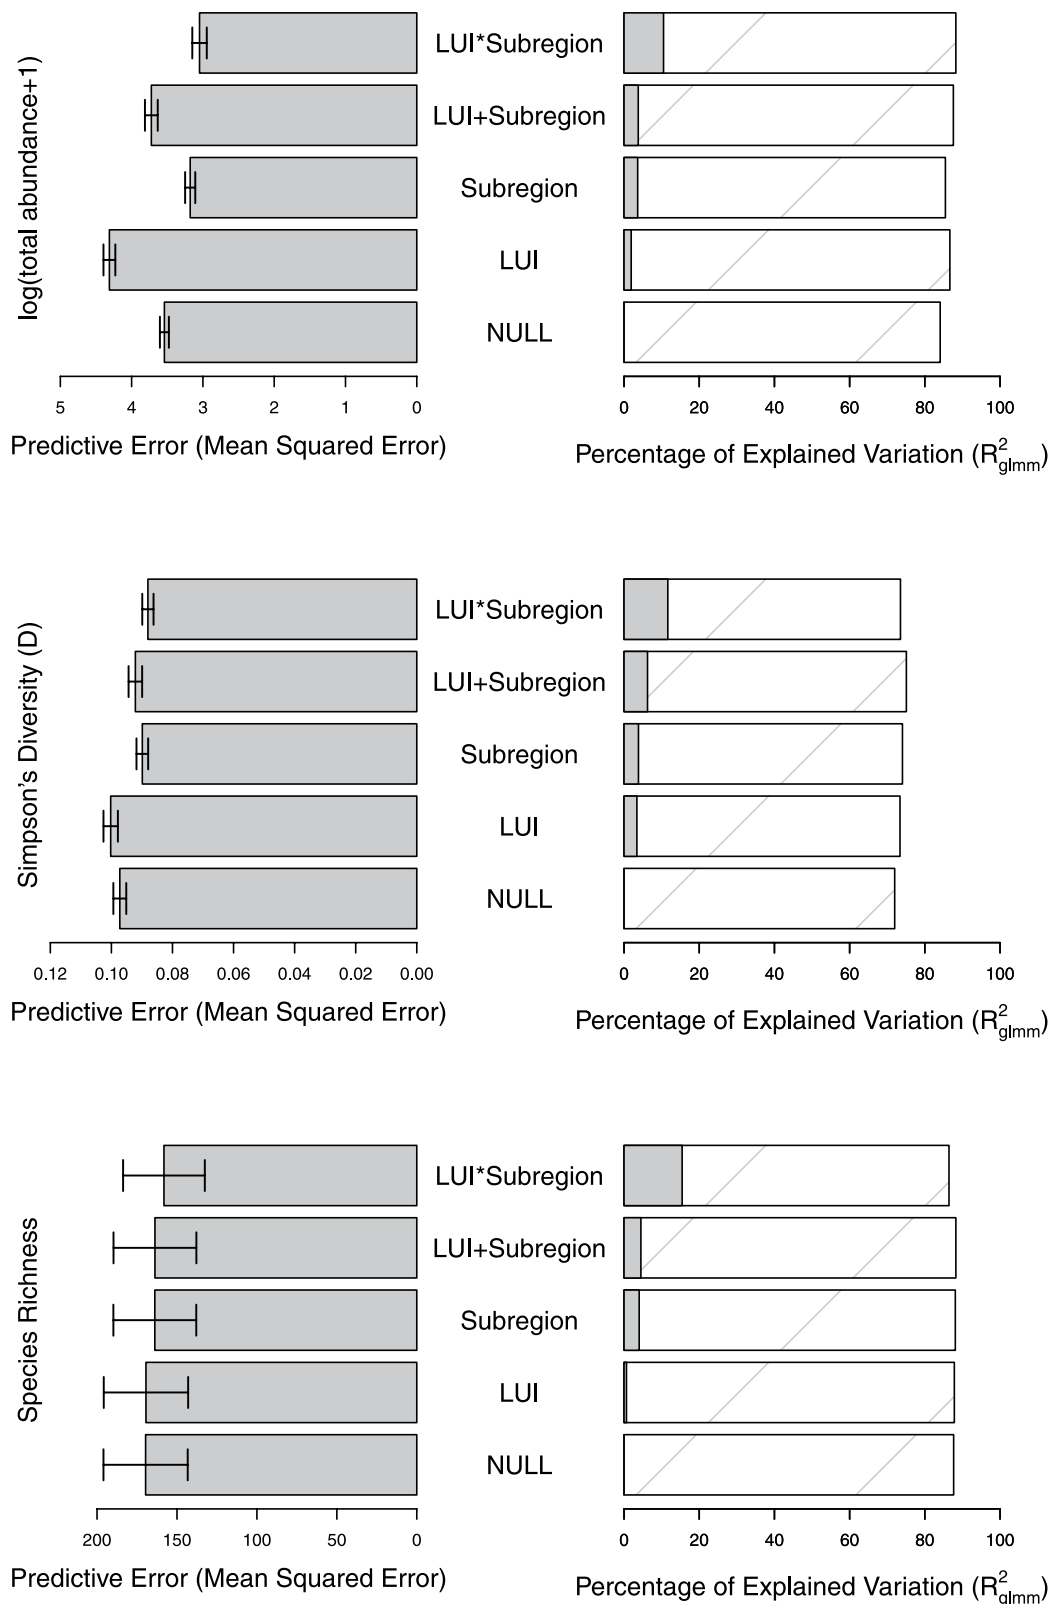 log(total abundance+1)
LUI*Subregion
LUI+Subregion
Subregion
LUI
NULL
5 4 3 2 1 0
0 20 40 60 80 100
Predictive Error (Mean Squared Error)
Percentage of Explained Variation (R²glmm)
Simpson's Diversity (D)
LUI*Subregion
LUI+Subregion
Subregion
LUI
NULL
0.12 0.10 0.08 0.06 0.04 0.02 0.00
0 20 40 60 80 100
Predictive Error (Mean Squared Error)
Percentage of Explained Variation (R²glmm)
Species Richness
LUI*Subregion
LUI+Subregion
Subregion
LUI
NULL
200 150 100 50 0
0 20 40 60 80 100
Predictive Error (Mean Squared Error)
Percentage of Explained Variation (R²glmm)